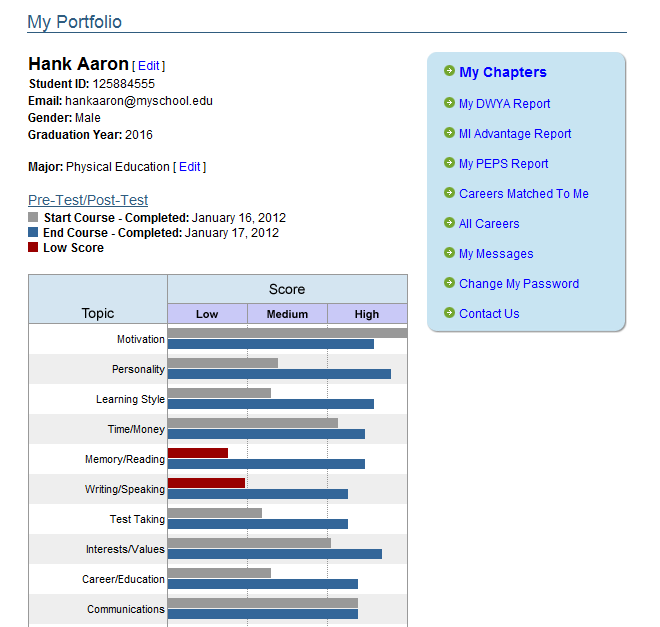 My Portfolio
Hank Aaron [ Edit ]
Student ID: 125884555
Email: hankaaron@myschool.edu
Gender: Male
Graduation Year: 2016
Major: Physical Education [ Edit ]
Pre-Test/Post-Test
Start Course - Completed: January 16, 2012
End Course - Completed: January 17, 2012
Low Score
Topic
Score
Low Medium High
Motivation
Personality
Learning Style
Time/Money
Memory/Reading
Writing/Speaking
Test Taking
Interests/Values
Career/Education
Communications
My Chapters
My DWYA Report
MI Advantage Report
My PEPS Report
Careers Matched To Me
All Careers
My Messages
Change My Password
Contact Us